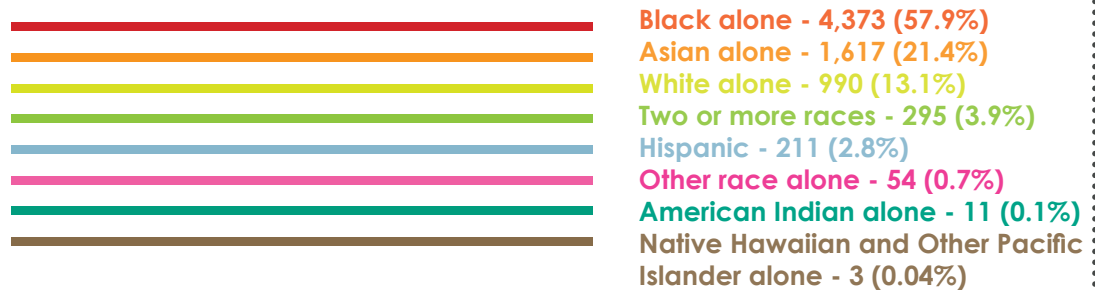 Black alone - 4,373 (57.9%)
Asian alone - 1,617 (21.4%)
White alone - 990 (13.1%)
Two or more races - 295 (3.9%)
Hispanic - 211 (2.8%)
Other race alone - 54 (0.7%)
American Indian alone - 11 (0.1%)
Native Hawaiian and Other Pacific
Islander alone - 3 (0.04%)